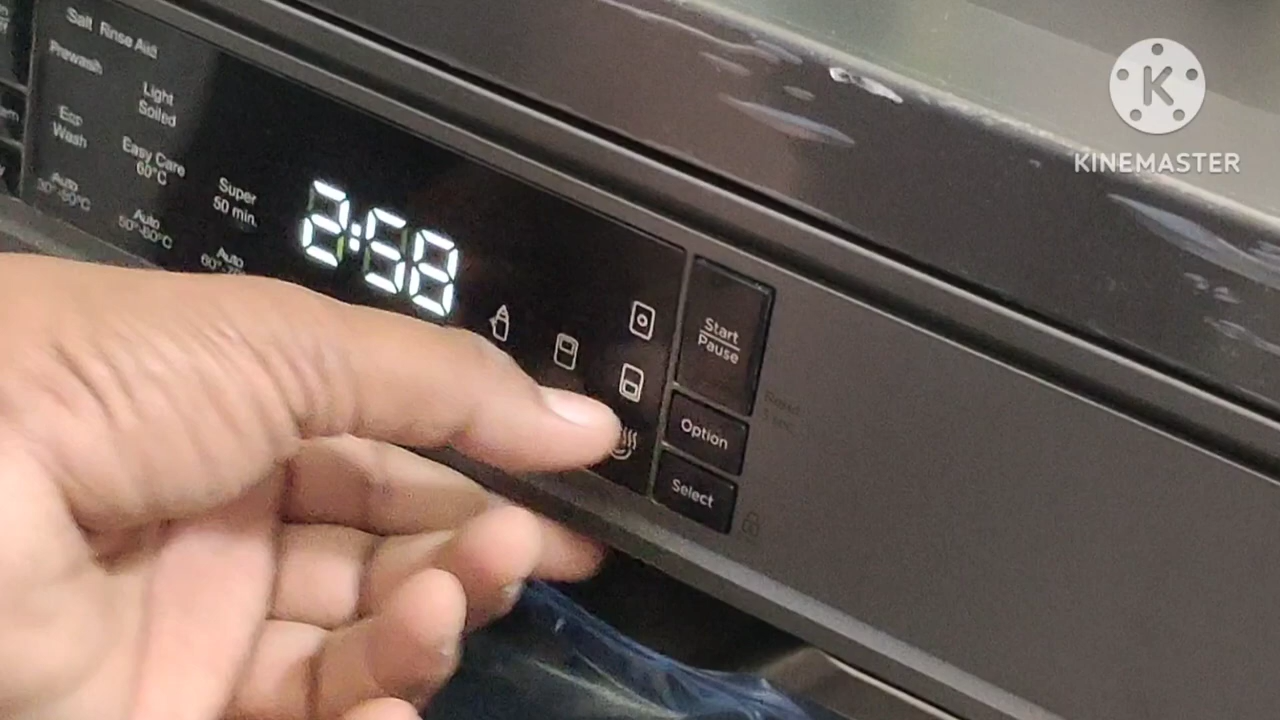 Salt Rinse Aid
Prewash
Light
Soiled
Eco
Wash
Easy Care
60°C
Super
50 min.
Auto
30°-60°C
Auto
50°-60°C
Auto
2:58
Start
Pause
Option
Select
K
KINEMASTER